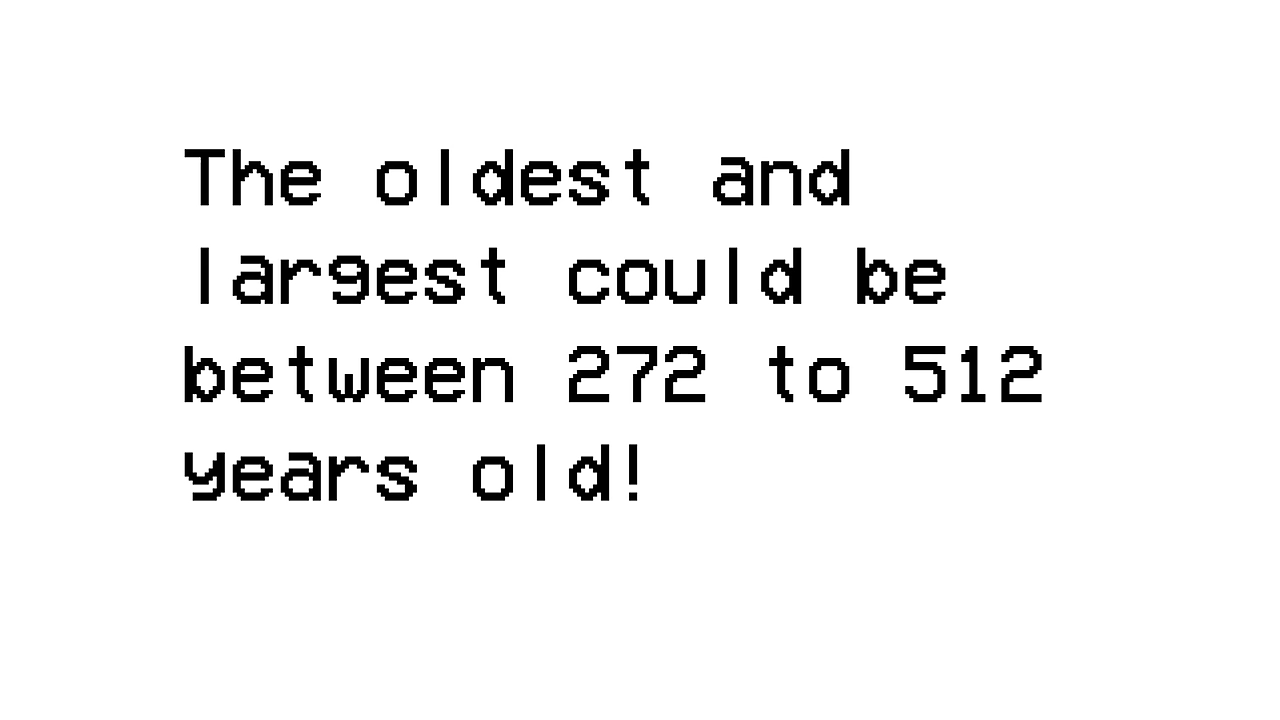 The oldest and
largest could be
between 272 to 512
years old!